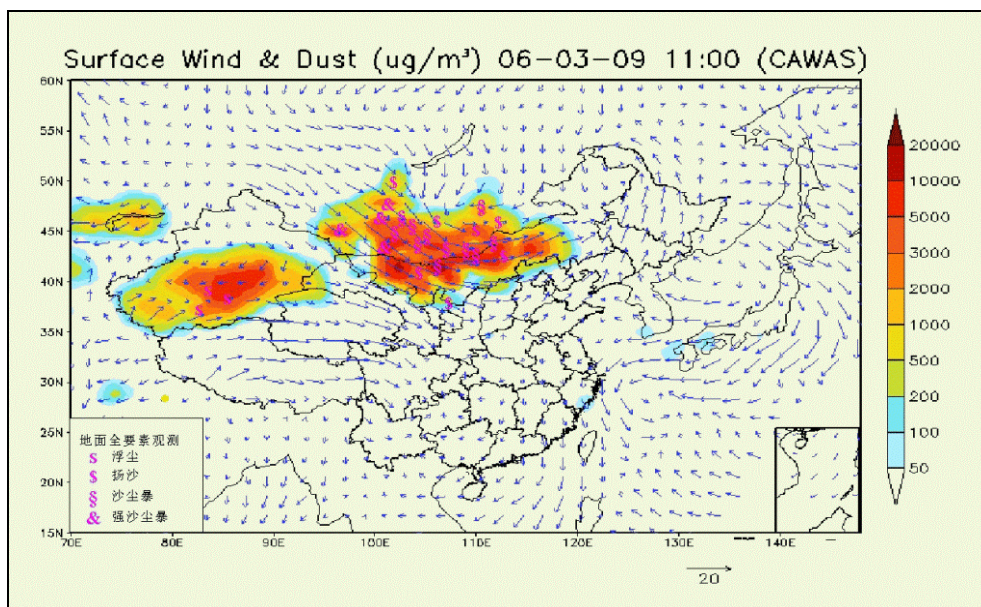 Surface Wind & Dust (ug/m³) 06-03-09 11:00 (CAWAS)
60N
55N
50N
45N
40N
35N
30N
25N
20N
15N
70E 80E 90E 100E 110E 120E 130E 140E
地面全要素观测
S 浮尘
$ 扬沙
§ 沙尘暴
& 强沙尘暴
20000
10000
5000
3000
2000
1000
500
200
100
50
20